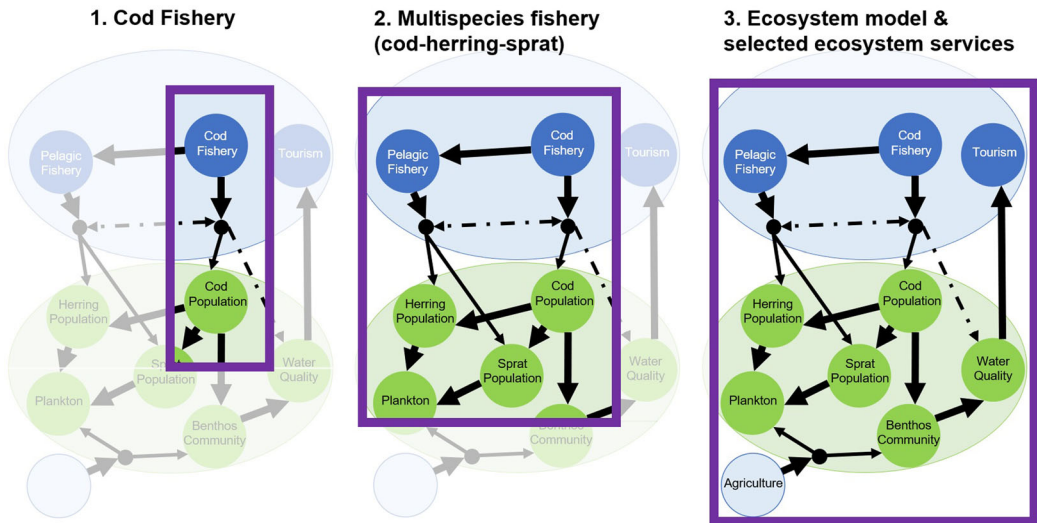 1. Cod Fishery
Cod
Fishery
Pelagic
Fishery
Tourism
Herring
Population
Cod
Population
Sprat
Population
Water
Quality
Plankton
Benthos
Community
2. Multispecies fishery
(cod-herring-sprat)
Cod
Fishery
Pelagic
Fishery
Tourism
Herring
Population
Cod
Population
Sprat
Population
Water
Quality
Plankton
Benthos
Community
3. Ecosystem model &
selected ecosystem services
Cod
Fishery
Pelagic
Fishery
Tourism
Herring
Population
Cod
Population
Sprat
Population
Water
Quality
Plankton
Benthos
Community
Agriculture